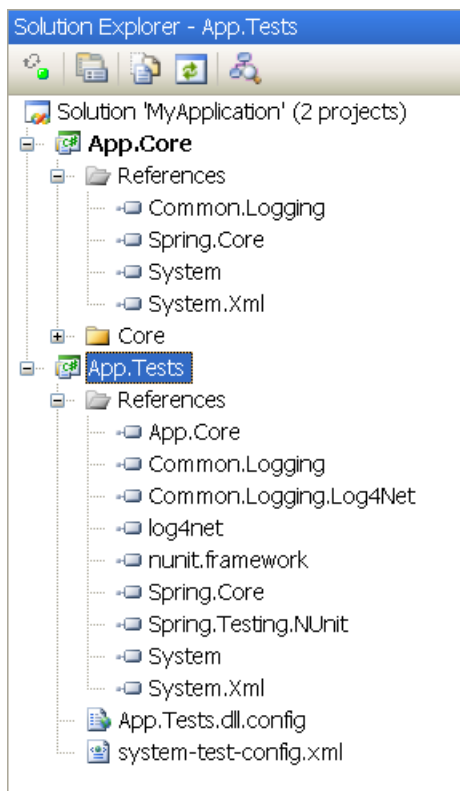 Solution Explorer - App.Tests
Solution 'MyApplication' (2 projects)
App.Core
References
Common.Logging
Spring.Core
System
System.Xml
Core
App.Tests
References
App.Core
Common.Logging
Common.Logging.Log4Net
log4net
nunit.framework
Spring.Core
Spring.Testing.NUnit
System
System.Xml
App.Tests.dll.config
system-test-config.xml